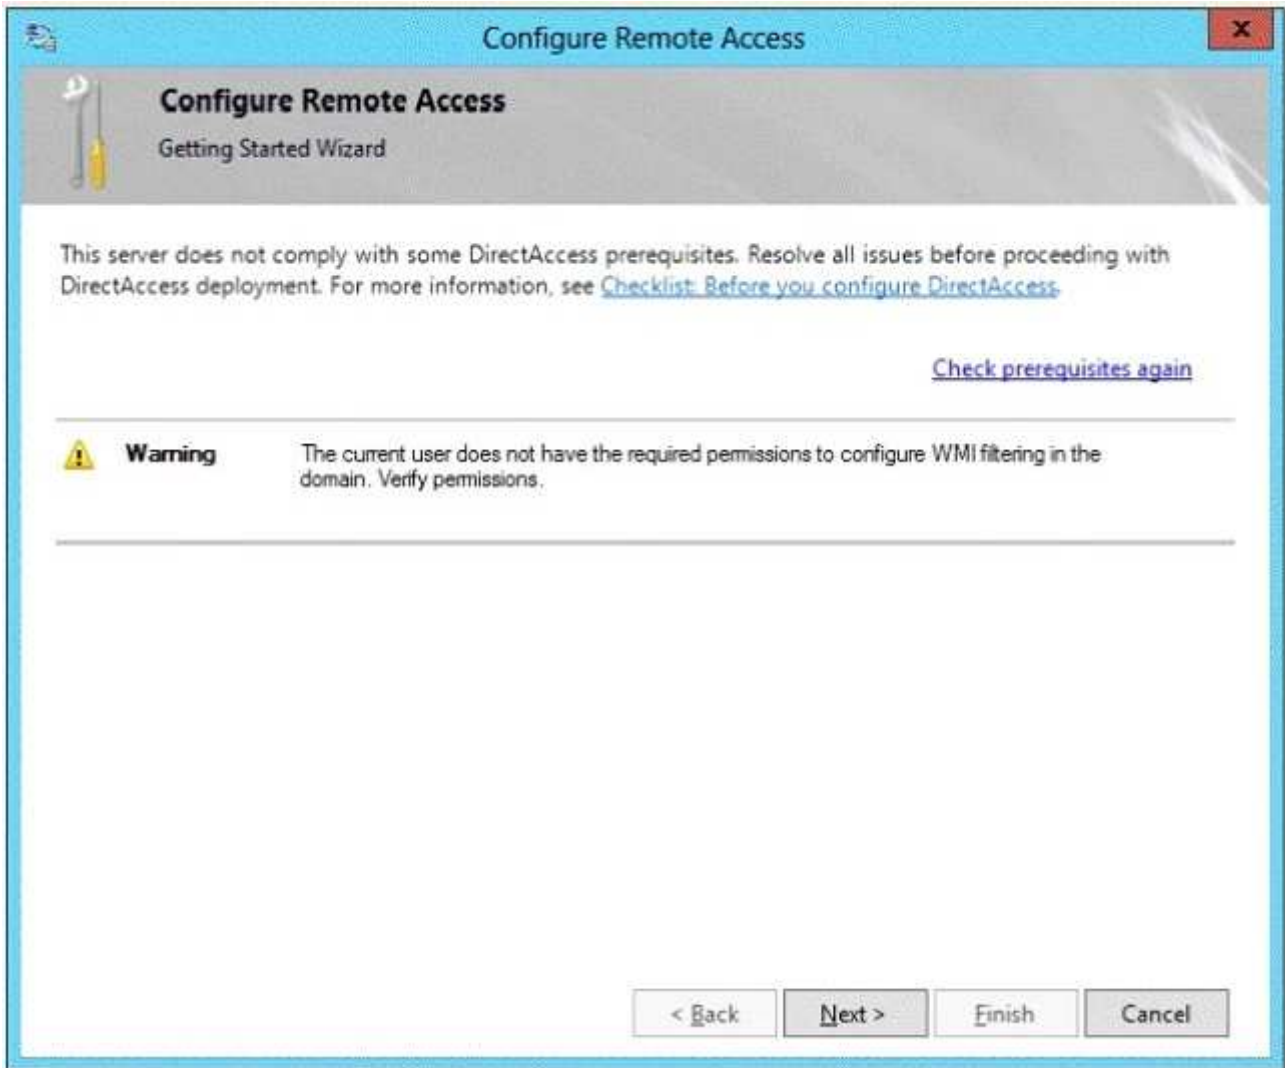 Configure Remote Access
X
Configure Remote Access
Getting Started Wizard
This server does not comply with some DirectAccess prerequisites. Resolve all issues before proceeding with
DirectAccess deployment. For more information, see Checklist: Before you configure DirectAccess.
Check prerequisites again
Warning The current user does not have the required permissions to configure WMI filtering in the
domain. Verify permissions.
< Back Next > Finish Cancel